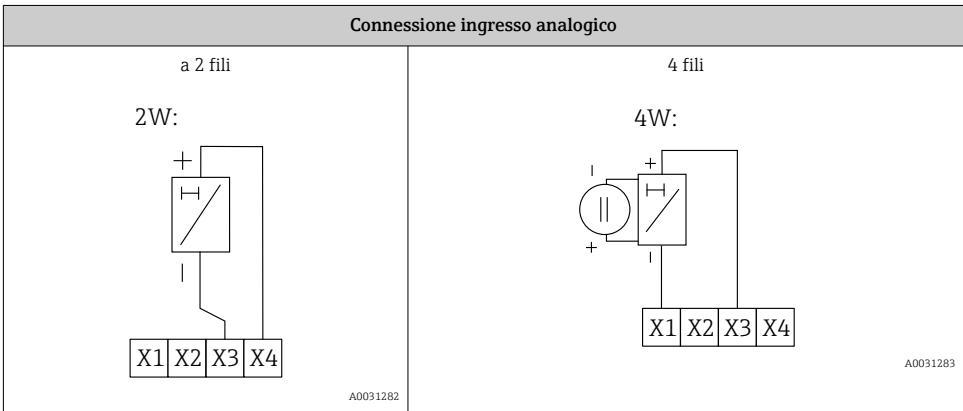 Connessione ingresso analogico
a 2 fili
2W:
+
−
X1 X2 X3 X4
A0031282
4 fili
4W:
−
+
+
−
X1 X2 X3 X4
A0031283